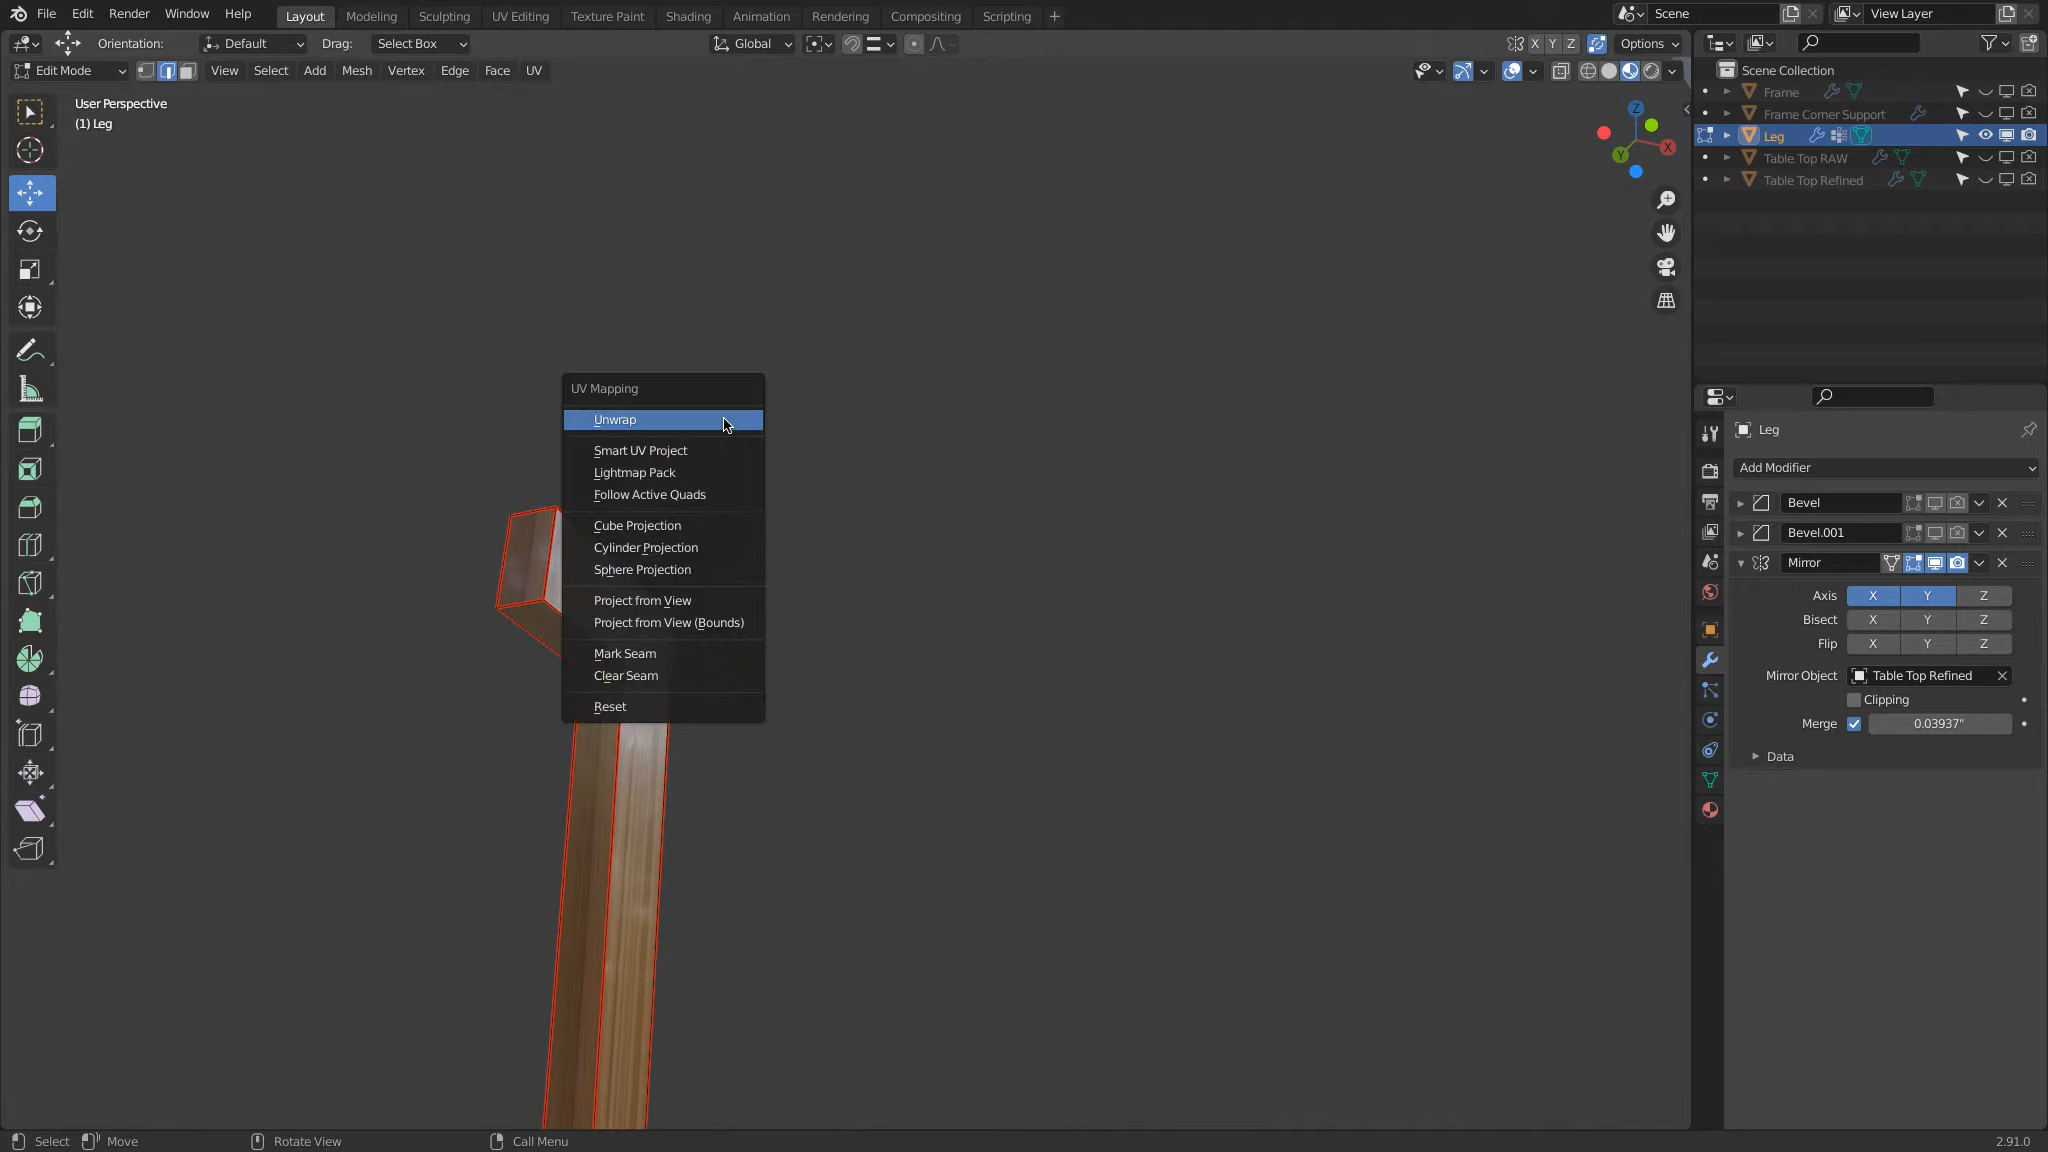 File Edit Render Window Help Layout Modeling Sculpting UV Editing Texture Paint Shading Animation Rendering Compositing Scripting + Scene View Layer
Orientation: Default Drag: Select Box Global X Y Z Options
Edit Mode View Select Add Mesh Vertex Edge Face UV
User Perspective
(1) Leg
Z
X
Y
UV Mapping
Unwrap
Smart UV Project
Lightmap Pack
Follow Active Quads
Cube Projection
Cylinder Projection
Sphere Projection
Project from View
Project from View (Bounds)
Mark Seam
Clear Seam
Reset
Scene Collection
Frame
Frame Corner Support
Leg
Table Top RAW
Table Top Refined
Leg
Add Modifier
Bevel
Bevel.001
Mirror
Axis X Y Z
Bisect X Y Z
Flip X Y Z
Mirror Object Table Top Refined
Clipping
Merge 0.03937"
Data
Select Move Rotate View Call Menu 2.91.0